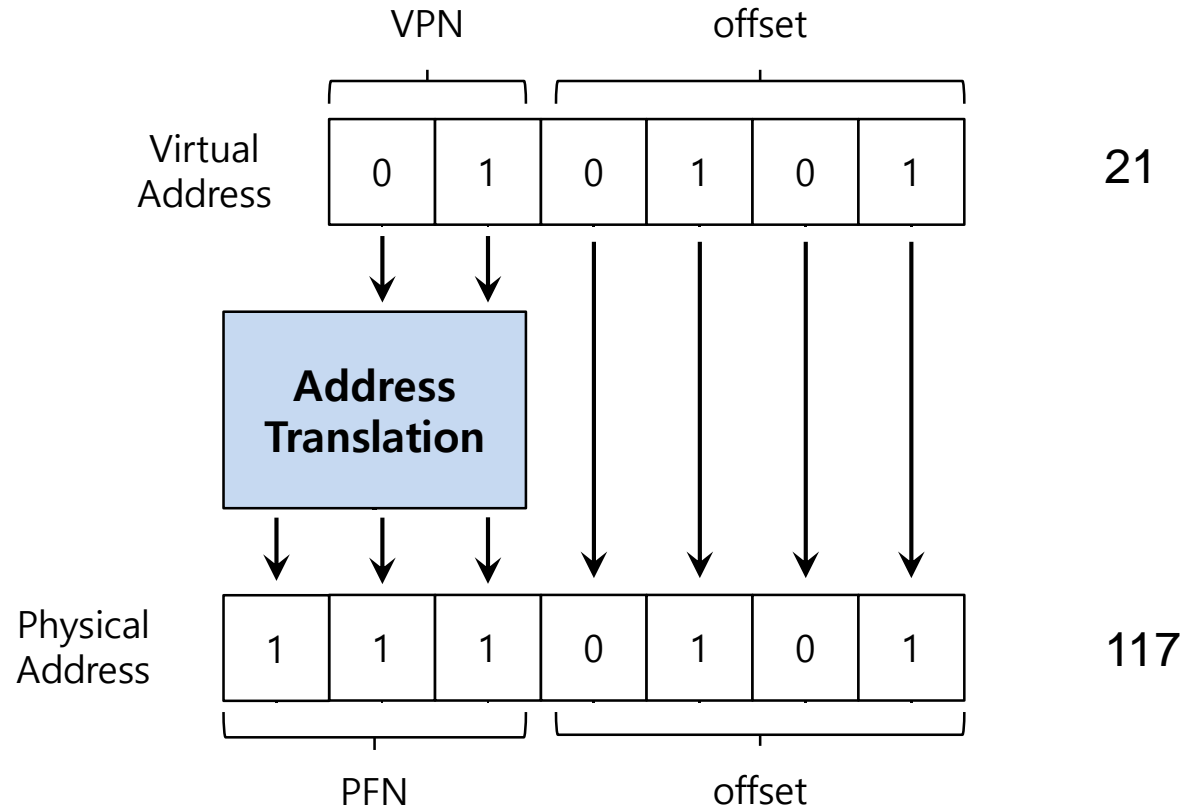 VPN offset
Virtual
Address
0 1 0 1 0 1
21
Address
Translation
Physical
Address
1 1 1 0 1 0 1
117
PFN offset